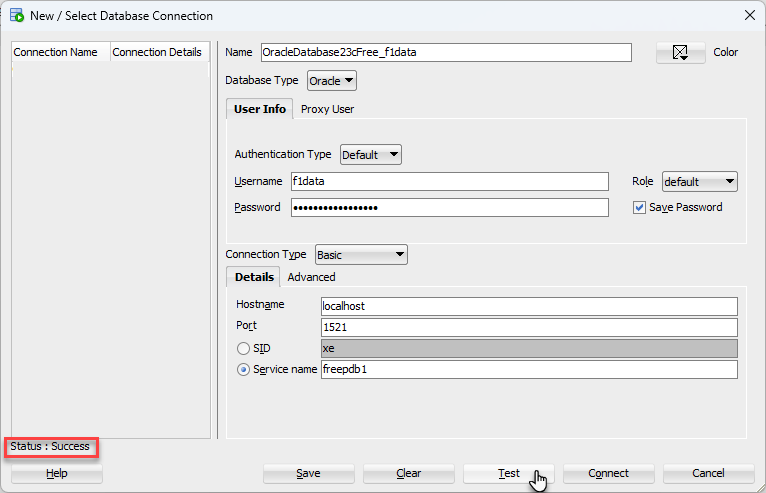 New / Select Database Connection
Connection Name Connection Details
Name OracleDatabase23cFree_f1data Color
Database Type Oracle
User Info Proxy User
Authentication Type Default
Username f1data Role default
Password ••••••••••••••••• Save Password
Connection Type Basic
Details Advanced
Hostname localhost
Port 1521
SID xe
Service name freepdb1
Status : Success
Help Save Clear Test Connect Cancel